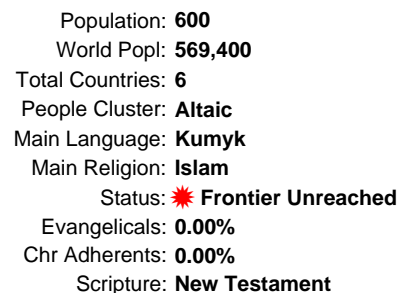 Population: 600
World Popl: 569,400
Total Countries: 6
People Cluster: Altaic
Main Language: Kumyk
Main Religion: Islam
Status: Frontier Unreached
Evangelicals: 0.00%
Chr Adherents: 0.00%
Scripture: New Testament